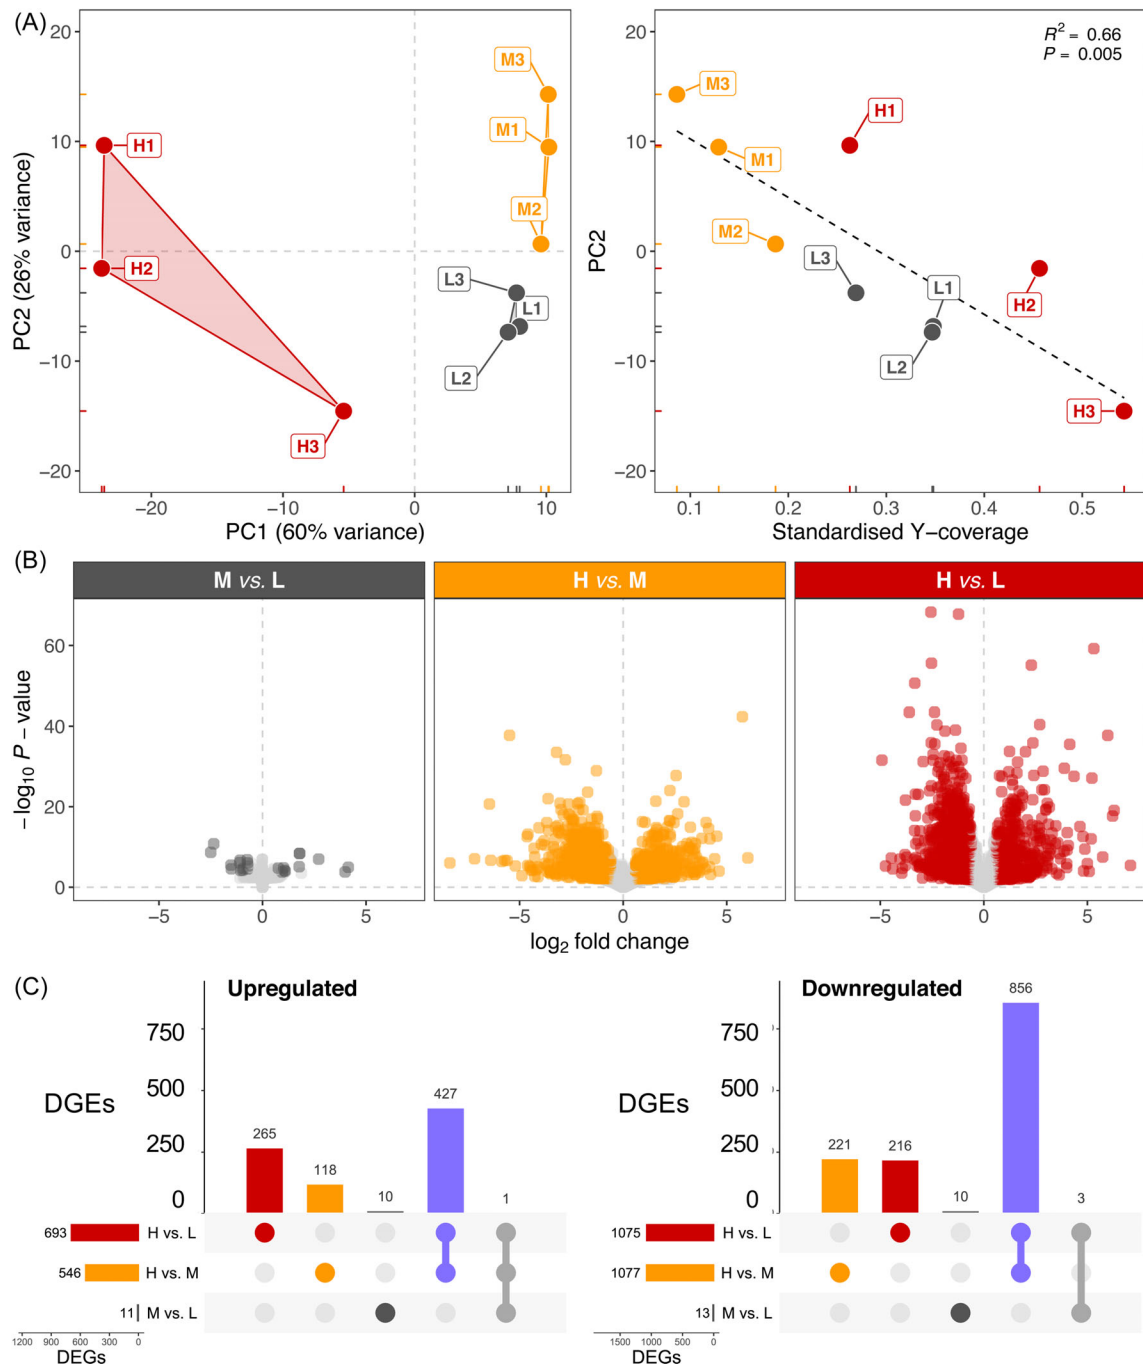 (A)
20
10
0
−10
−20
PC2 (26% variance)
M3
M1
M2
H1
H2
H3
L3
L1
L2
−20
−10
0
10
PC1 (60% variance)
20
10
0
−10
−20
PC2
R² = 0.66
P = 0.005
M3
M1
M2
H1
H2
H3
L3
L1
L2
0.1
0.2
0.3
0.4
0.5
Standardised Y−coverage
(B)
M vs. L
H vs. M
H vs. L
60
40
20
0
−log₁₀ P − value
−5
0
5
−5
0
5
−5
0
5
log₂ fold change
(C)
Upregulated
750
500
250
0
DGEs
265
118
10
427
1
693
H vs. L
546
H vs. M
11
M vs. L
1200
900
600
300
0
DEGs
Downregulated
750
500
250
0
DGEs
221
216
10
856
3
1075
H vs. L
1077
H vs. M
13
M vs. L
1500
1000
500
0
DEGs